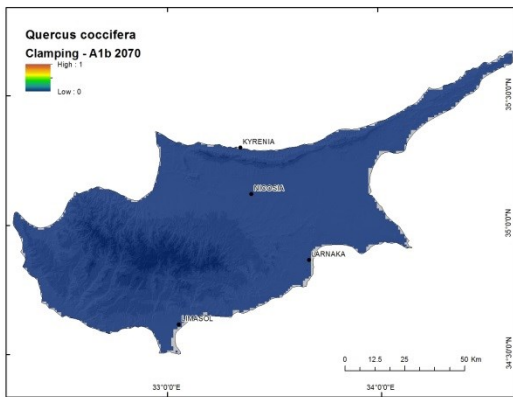 Quercus coccifera
Clamping - A1b 2070
High : 1
Low : 0
KYRENIA
NICOSIA
LARNAKA
LIMASOL
35°30'0"N
35°0'0"N
34°30'0"N
0 12.5 25 50 Km
33°0'0"E
34°0'0"E